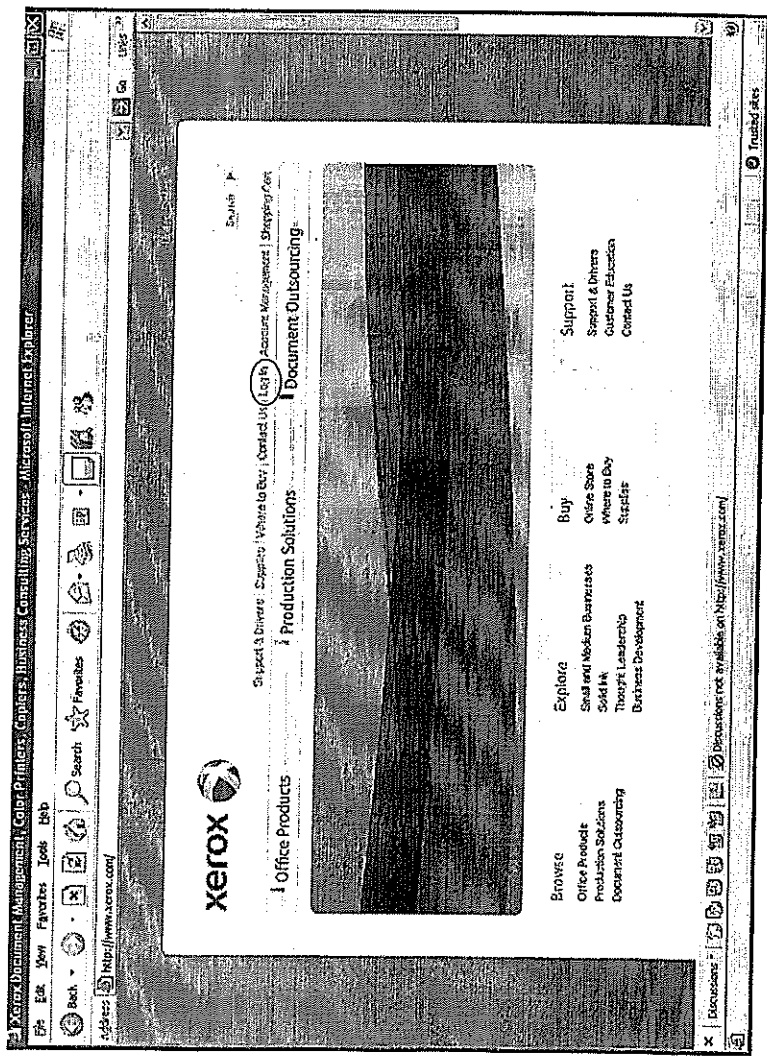 Xerox Document Management, Color Printers, Copiers, Business Consulting Services - Microsoft Internet Explorer
File Edit View Favorites Tools Help
Back Search Favorites
Address http://www.xerox.com/ Go Links »
xerox
Search
Support & Drivers | Supplies | Where to Buy | Contact Us | Login | Account Management | Shopping Cart
Office Products Production Solutions Document Outsourcing
Browse Explore Buy Support
Office Products Small and Medium Businesses Online Store Support & Drivers
Production Solutions Solid Ink Where to Buy Customer Education
Document Outsourcing Thought Leadership Supplies Contact Us
Business Development
x Discussions Discussions not available on http://www.xerox.com/
Trusted sites